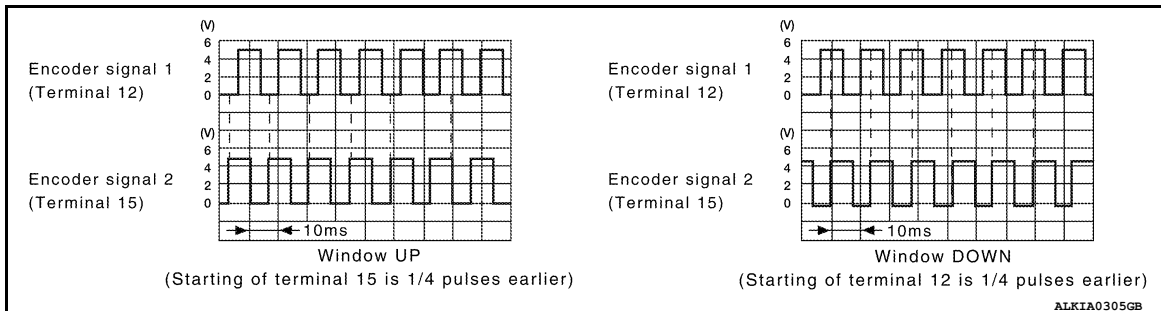 (V)
6
4
2
0
Encoder signal 1
(Terminal 12)
(V)
6
4
2
0
Encoder signal 2
(Terminal 15)
10ms
Window UP
(Starting of terminal 15 is 1/4 pulses earlier)
(V)
6
4
2
0
Encoder signal 1
(Terminal 12)
(V)
6
4
2
0
Encoder signal 2
(Terminal 15)
10ms
Window DOWN
(Starting of terminal 12 is 1/4 pulses earlier)
ALKIA0305GB